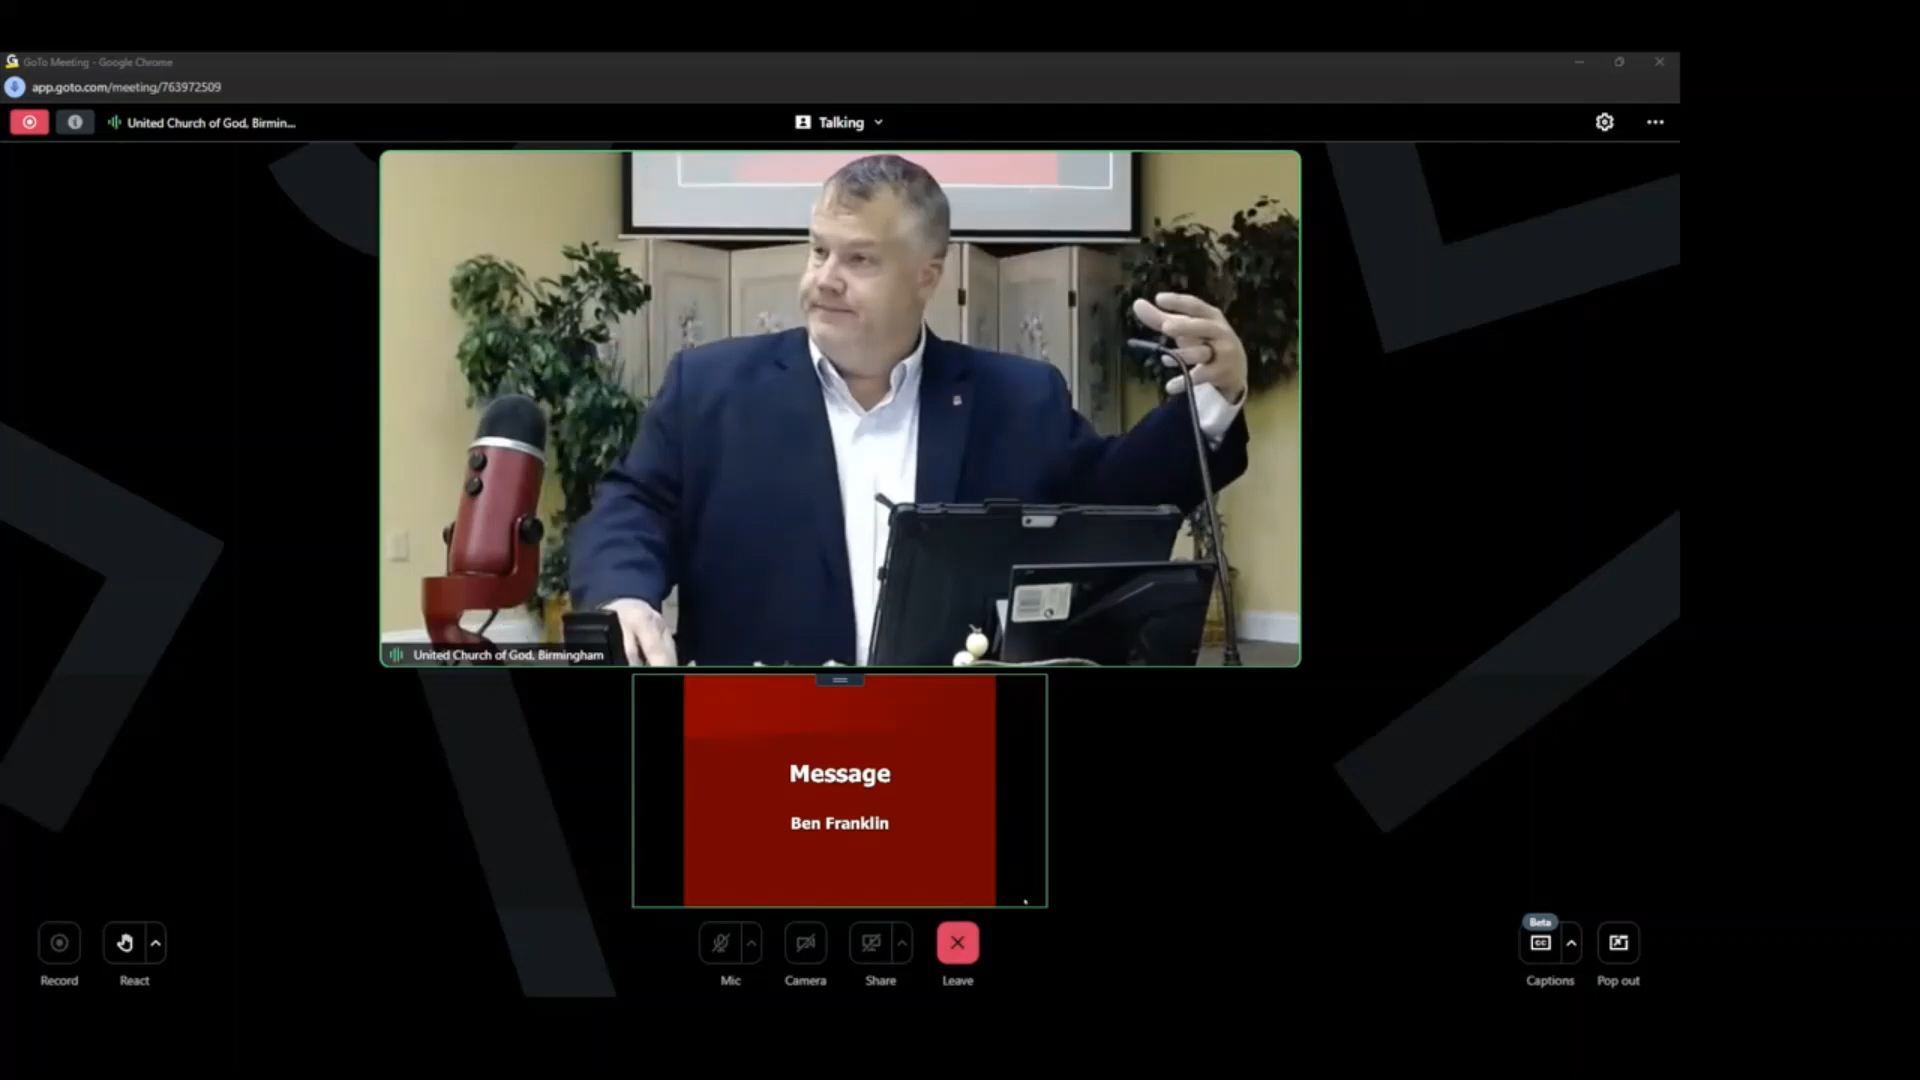 GoTo Meeting - Google Chrome
app.goto.com/meeting/763972509
United Church of God, Birmin...
Talking
United Church of God, Birmingham
Message
Ben Franklin
Record
React
Mic
Camera
Share
Leave
Beta
CC
Captions
Pop out